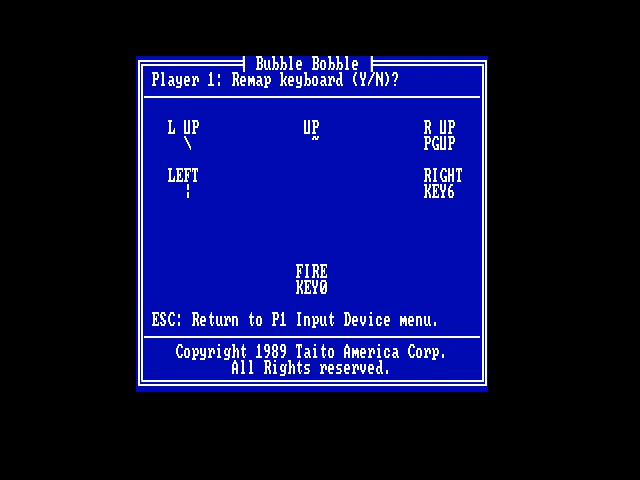 Bubble Bobble
Player 1: Remap keyboard (Y/N)?
L UP UP R UP
\ ~ PGUP
LEFT RIGHT
¦ KEY6
FIRE
KEY0
ESC: Return to P1 Input Device menu.
Copyright 1989 Taito America Corp.
All Rights reserved.